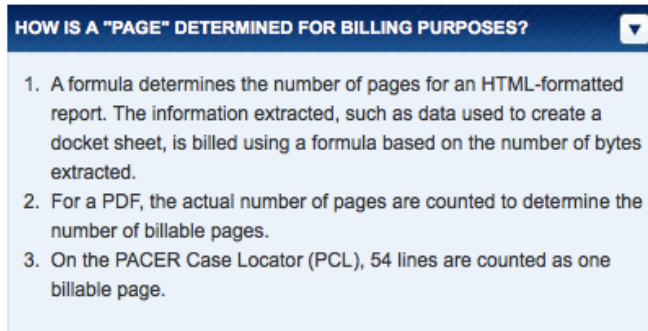 HOW IS A "PAGE" DETERMINED FOR BILLING PURPOSES?
1. A formula determines the number of pages for an HTML-formatted
report. The information extracted, such as data used to create a
docket sheet, is billed using a formula based on the number of bytes
extracted.
2. For a PDF, the actual number of pages are counted to determine the
number of billable pages.
3. On the PACER Case Locator (PCL), 54 lines are counted as one
billable page.